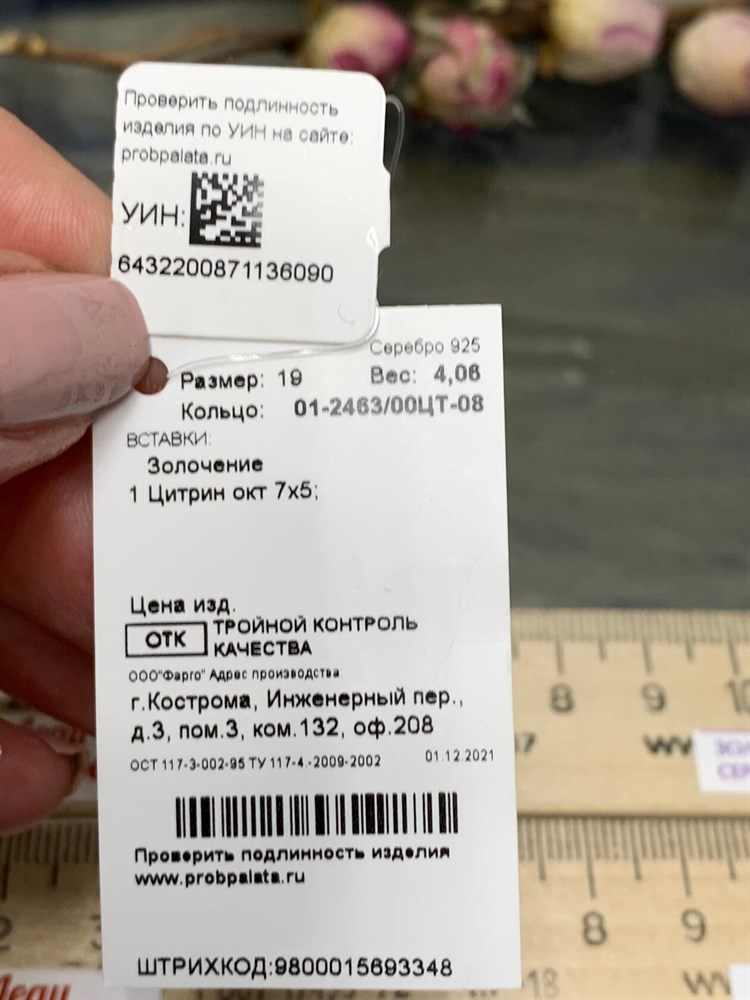 Проверить подлинность
изделия по УИН на сайте:
probpalata.ru
УИН:
6432200871136090
Серебро 925
Размер: 19 Вес: 4,06
Кольцо: 01-2463/00ЦТ-08
ВСТАВКИ:
Золочение
1 Цитрин окт 7х5;
Цена изд.
ОТК ТРОЙНОЙ КОНТРОЛЬ
КАЧЕСТВА
ООО"Фарго" Адрес производства
г.Кострома, Инженерный пер.,
д.3, пом.3, ком.132, оф.208
ОСТ 117-3-002-95 ТУ 117-4.-2009-2002 01.12.2021
Проверить подлинность изделия
www.probpalata.ru
ШТРИХКОД:9800015693348
8 9 10
8 9
18